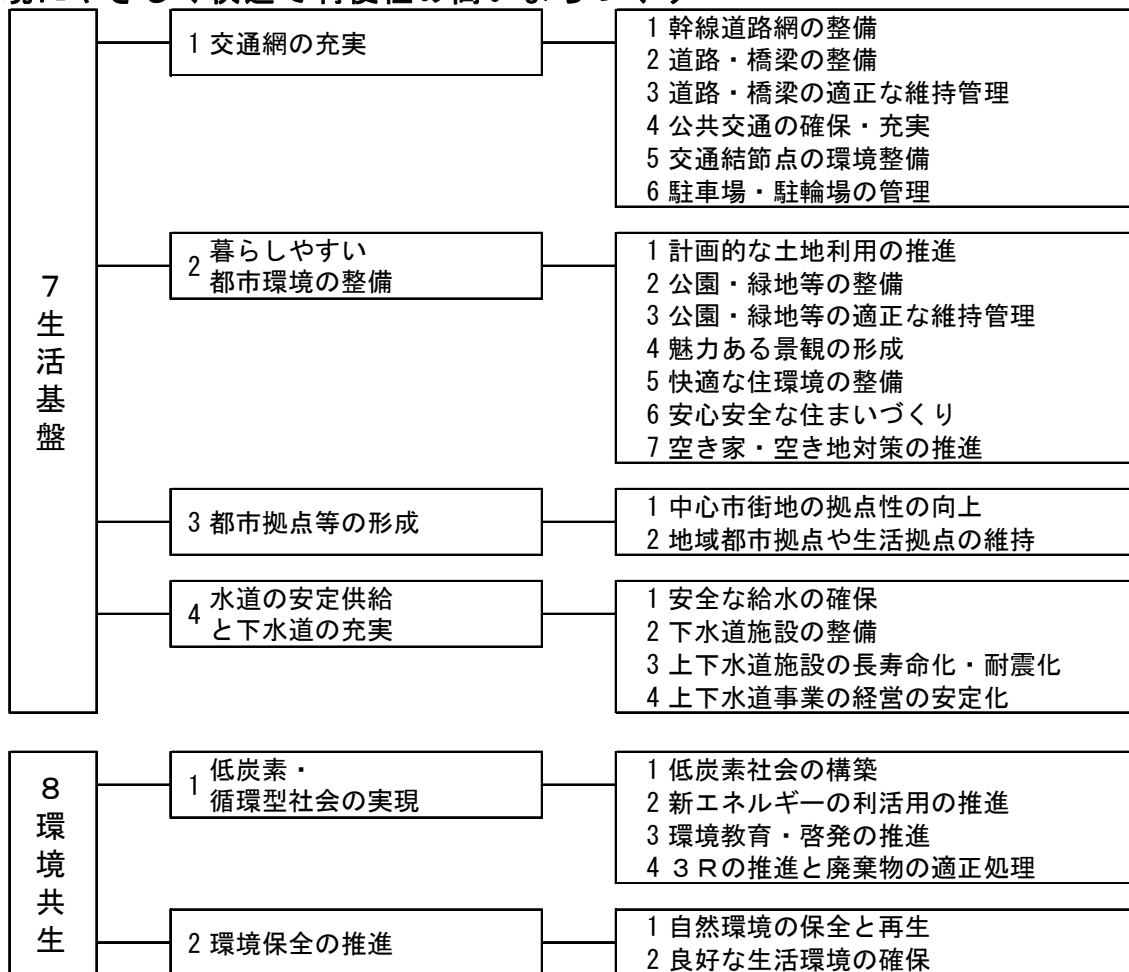 7 生活基盤
1 交通網の充実
1 幹線道路網の整備
2 道路・橋梁の整備
3 道路・橋梁の適正な維持管理
4 公共交通の確保・充実
5 交通結節点の環境整備
6 駐車場・駐輪場の管理
2 暮らしやすい
都市環境の整備
1 計画的な土地利用の推進
2 公園・緑地等の整備
3 公園・緑地等の適正な維持管理
4 魅力ある景観の形成
5 快適な住環境の整備
6 安心安全な住まいづくり
7 空き家・空き地対策の推進
3 都市拠点等の形成
1 中心市街地の拠点性の向上
2 地域都市拠点や生活拠点の維持
4 水道の安定供給
と下水道の充実
1 安全な給水の確保
2 下水道施設の整備
3 上下水道施設の長寿命化・耐震化
4 上下水道事業の経営の安定化
8 環境共生
1 低炭素・
循環型社会の実現
1 低炭素社会の構築
2 新エネルギーの利活用の推進
3 環境教育・啓発の推進
4 3Rの推進と廃棄物の適正処理
2 環境保全の推進
1 自然環境の保全と再生
2 良好な生活環境の確保